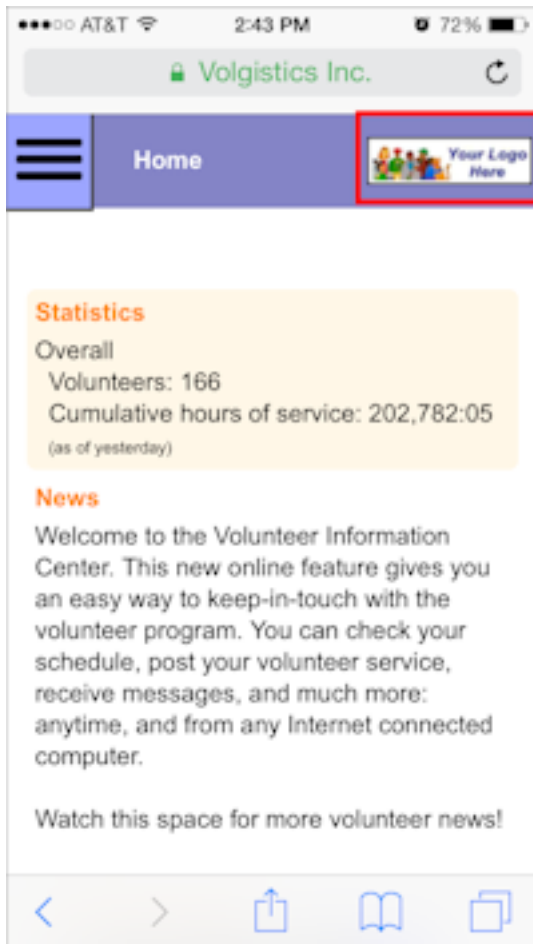 AT&T 2:43 PM 72%
Volgistics Inc.
Home
Your Logo
Here
Statistics
Overall
Volunteers: 166
Cumulative hours of service: 202,782:05
(as of yesterday)
News
Welcome to the Volunteer Information
Center. This new online feature gives you
an easy way to keep-in-touch with the
volunteer program. You can check your
schedule, post your volunteer service,
receive messages, and much more:
anytime, and from any Internet connected
computer.
Watch this space for more volunteer news!